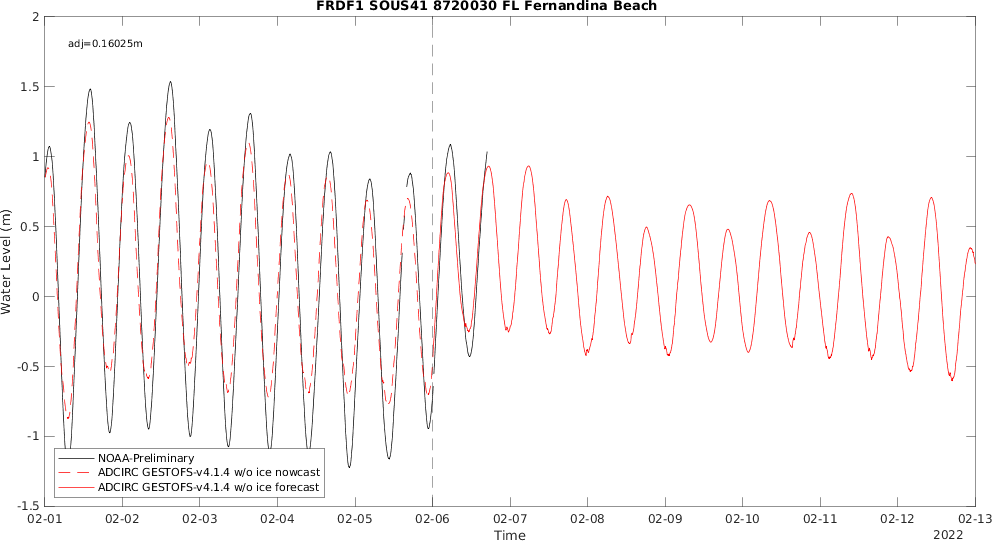 FRDF1 SOUS41 8720030 FL Fernandina Beach
2
1.5
1
0.5
0
-0.5
-1
-1.5
Water Level (m)
adj=0.16025m
NOAA-Preliminary
ADCIRC GESTOFS-v4.1.4 w/o ice nowcast
ADCIRC GESTOFS-v4.1.4 w/o ice forecast
02-01 02-02 02-03 02-04 02-05 02-06 02-07 02-08 02-09 02-10 02-11 02-12 02-13
Time
2022